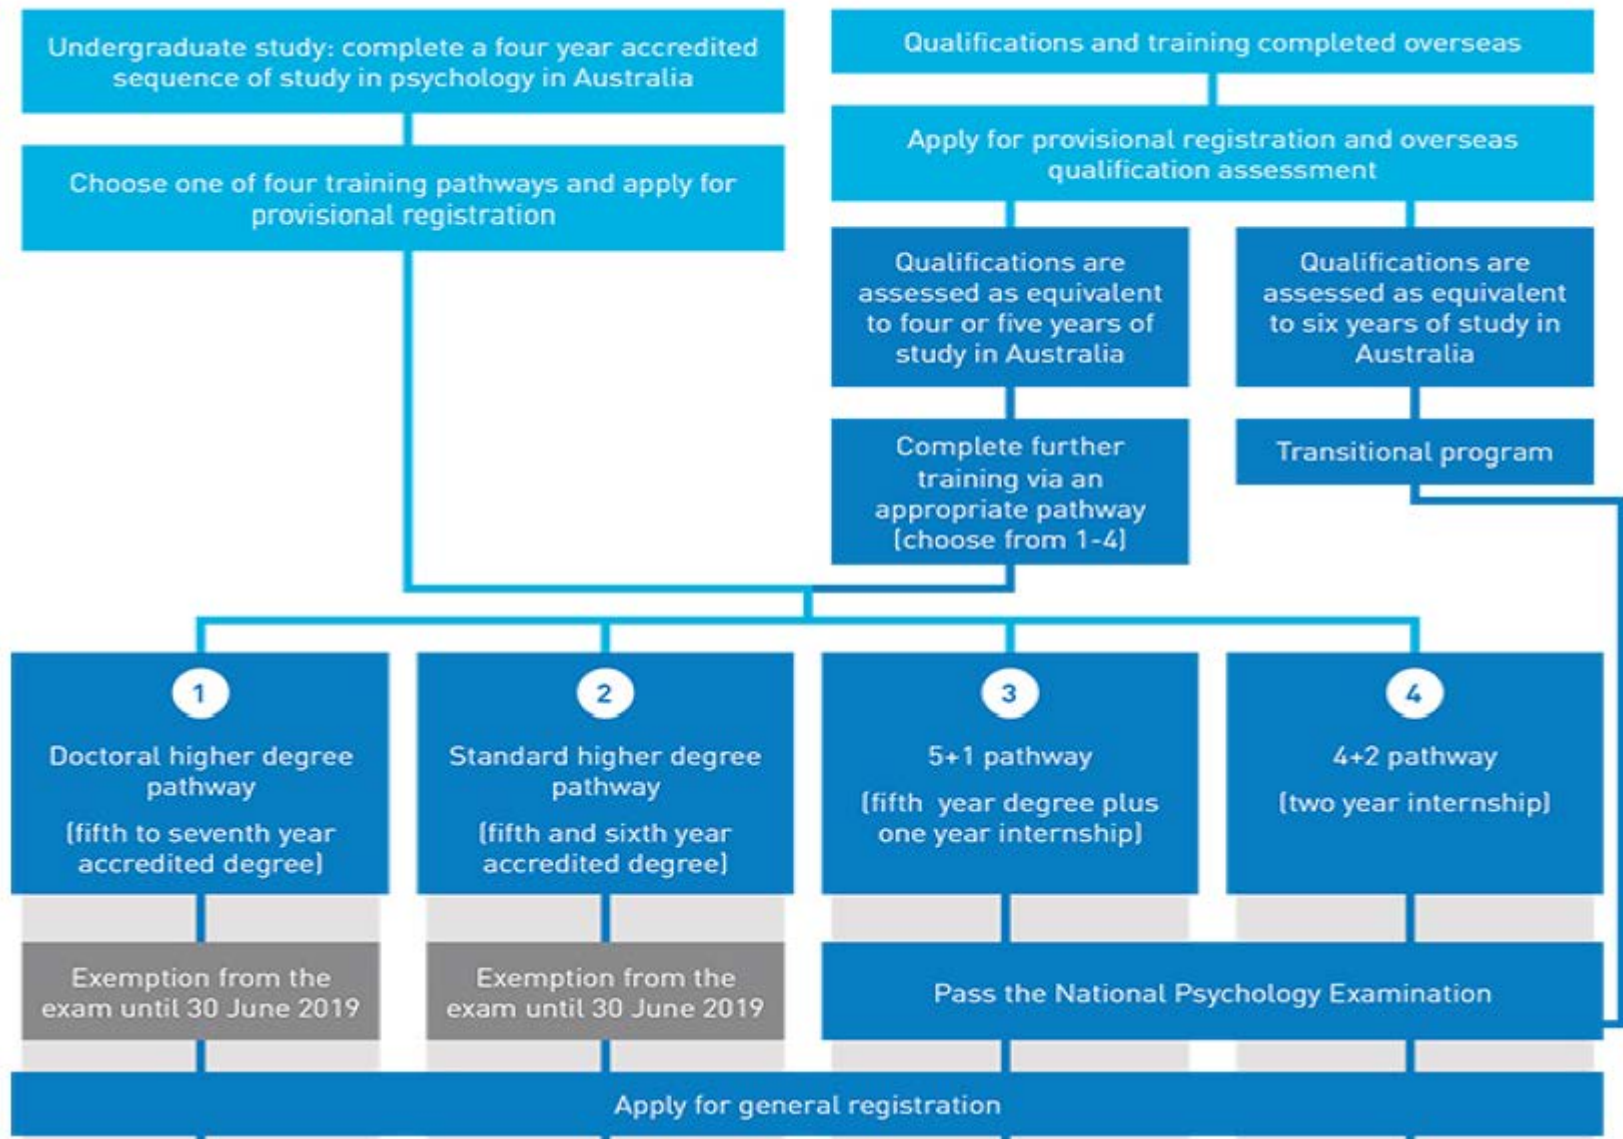 Undergraduate study: complete a four year accredited
sequence of study in psychology in Australia
Choose one of four training pathways and apply for
provisional registration
Qualifications and training completed overseas
Apply for provisional registration and overseas
qualification assessment
Qualifications are
assessed as equivalent
to four or five years of
study in Australia
Qualifications are
assessed as equivalent
to six years of study in
Australia
Complete further
training via an
appropriate pathway
(choose from 1-4)
Transitional program
1
Doctoral higher degree
pathway
(fifth to seventh year
accredited degree)
2
Standard higher degree
pathway
(fifth and sixth year
accredited degree)
3
5+1 pathway
(fifth year degree plus
one year internship)
4
4+2 pathway
(two year internship)
Exemption from the
exam until 30 June 2019
Exemption from the
exam until 30 June 2019
Pass the National Psychology Examination
Apply for general registration